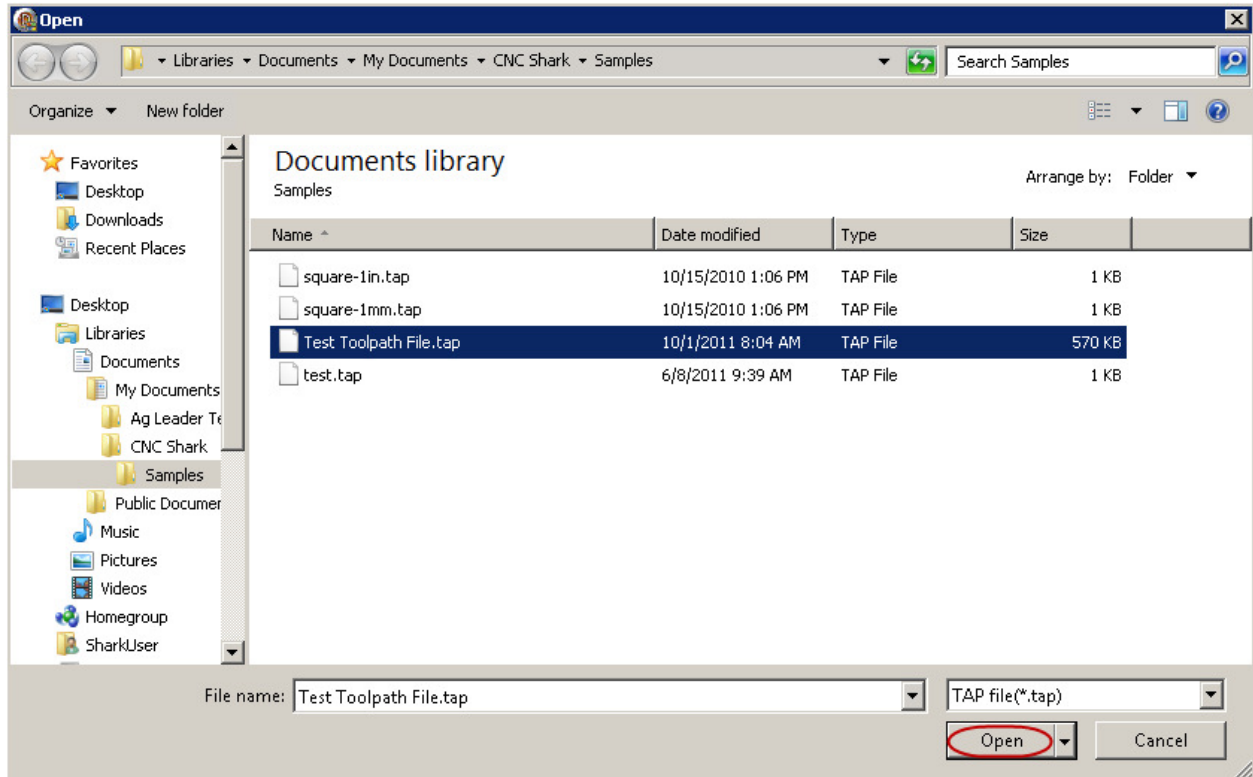 Open
Libraries Documents My Documents CNC Shark Samples
Search Samples
Organize New folder
Favorites
Desktop
Downloads
Recent Places
Desktop
Libraries
Documents
My Documents
Ag Leader Te
CNC Shark
Samples
Public Documen
Music
Pictures
Videos
Homegroup
SharkUser
Documents library
Samples
Arrange by: Folder
Name Date modified Type Size
square-1in.tap 10/15/2010 1:06 PM TAP File 1 KB
square-1mm.tap 10/15/2010 1:06 PM TAP File 1 KB
Test Toolpath File.tap 10/1/2011 8:04 AM TAP File 570 KB
test.tap 6/8/2011 9:39 AM TAP File 1 KB
File name: Test Toolpath File.tap TAP file(*.tap)
Open Cancel